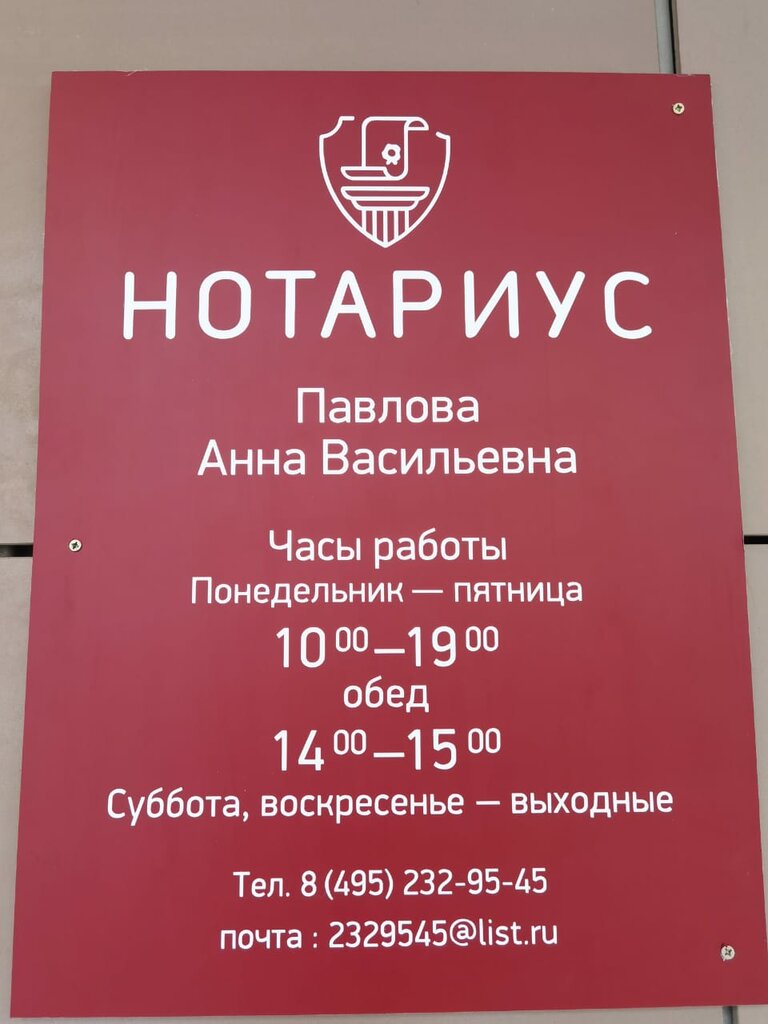 НОТАРИУС
Павлова
Анна Васильевна
Часы работы
Понедельник — пятница
10 00 — 19 00
обед
14 00 — 15 00
Суббота, воскресенье — выходные
Тел. 8 (495) 232-95-45
почта : 2329545@list.ru